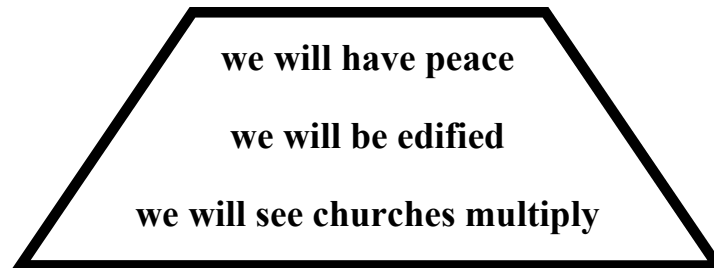 we will have peace
we will be edified
we will see churches multiply